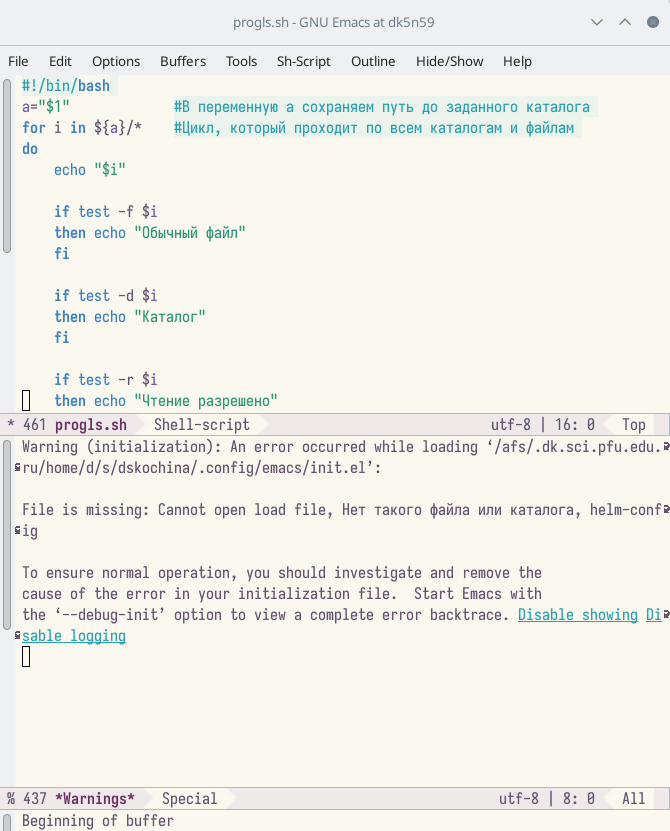 progls.sh - GNU Emacs at dk5n59
File Edit Options Buffers Tools Sh-Script Outline Hide/Show Help
#!/bin/bash
a="$1" #В переменную а сохраняем путь до заданного каталога
for i in ${a}/* #Цикл, который проходит по всем каталогам и файлам
do
echo "$i"
if test -f $i
then echo "Обычный файл"
fi
if test -d $i
then echo "Каталог"
fi
if test -r $i
then echo "Чтение разрешено"
* 461 progls.sh Shell-script utf-8 | 16: 0 Top
Warning (initialization): An error occurred while loading ‘/afs/.dk.sci.pfu.edu.
ru/home/d/s/dskochina/.config/emacs/init.el’:
File is missing: Cannot open load file, Нет такого файла или каталога, helm-conf
ig
To ensure normal operation, you should investigate and remove the
cause of the error in your initialization file.  Start Emacs with
the ‘--debug-init’ option to view a complete error backtrace. Disable showing Di
sable logging
% 437 *Warnings* Special utf-8 | 8: 0 All
Beginning of buffer